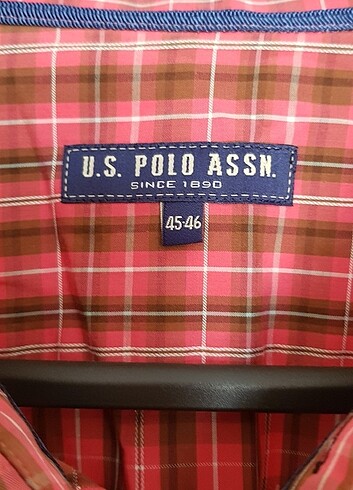 U.S. POLO ASSN.
SINCE 1890
45-46